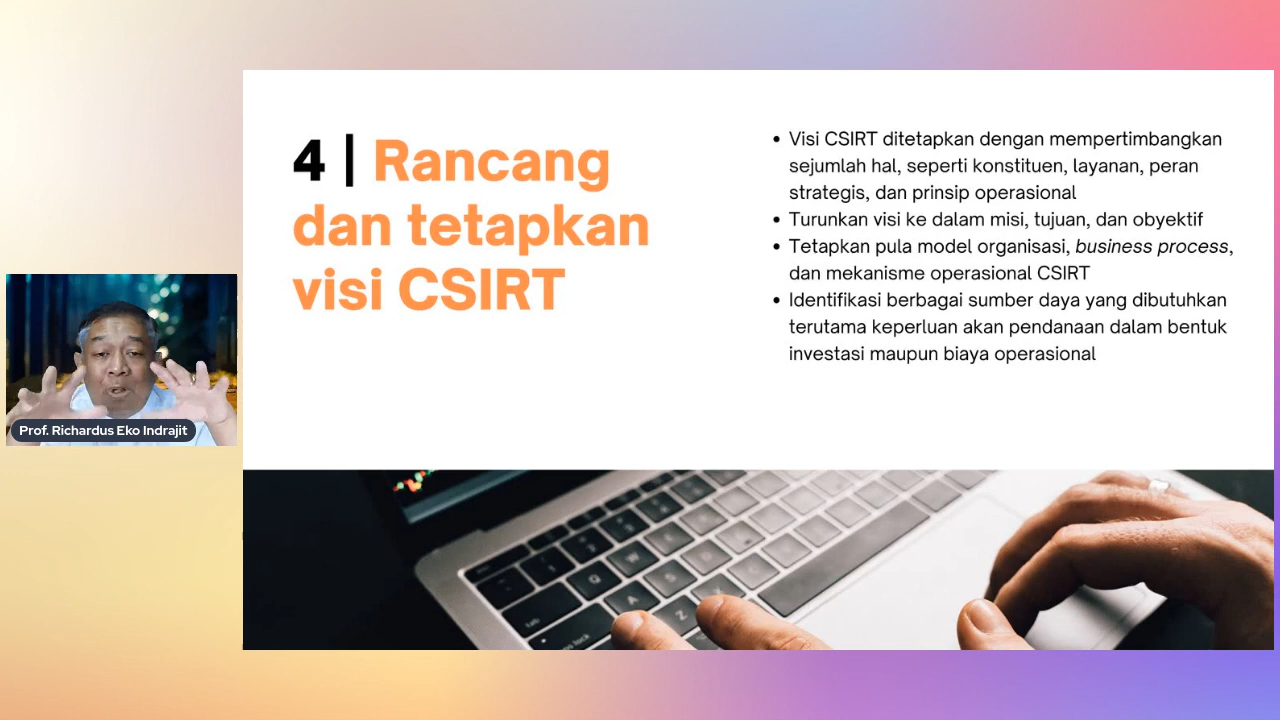 4 | Rancang
dan tetapkan
visi CSIRT
• Visi CSIRT ditetapkan dengan mempertimbangkan
sejumlah hal, seperti konstituen, layanan, peran
strategis, dan prinsip operasional
• Turunkan visi ke dalam misi, tujuan, dan obyektif
• Tetapkan pula model organisasi, business process,
dan mekanisme operasional CSIRT
• Identifikasi berbagai sumber daya yang dibutuhkan
terutama keperluan akan pendanaan dalam bentuk
investasi maupun biaya operasional
Prof. Richardus Eko Indrajit